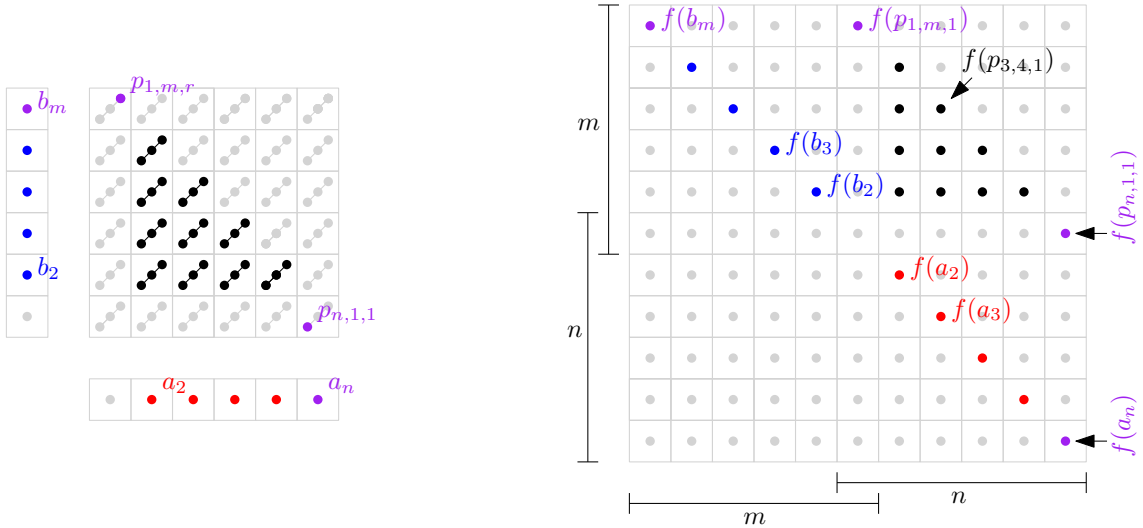 b_m
p_{1,m,r}
b_2
p_{n,1,1}
a_2
a_n
f(b_m)
f(p_{1,m,1})
f(p_{3,4,1})
m
f(b_3)
f(b_2)
f(p_{n,1,1})
f(a_2)
n
f(a_3)
f(a_n)
n
m